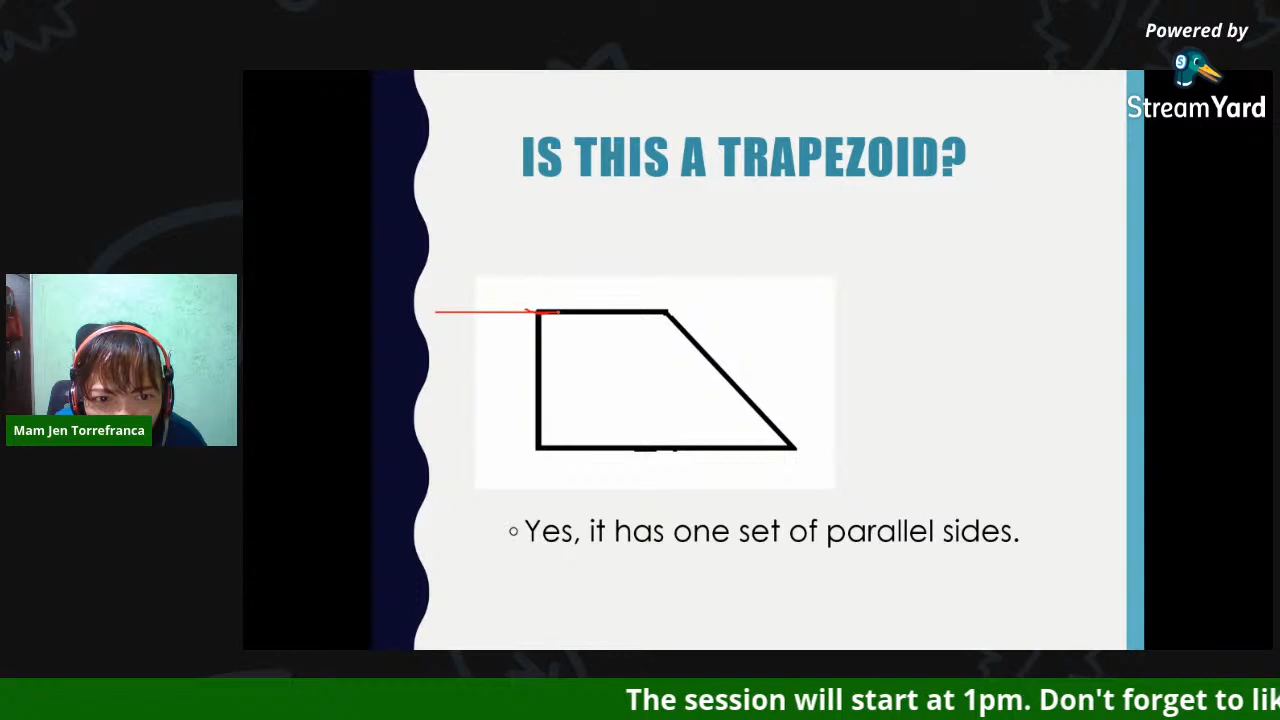 Powered by
StreamYard
IS THIS A TRAPEZOID?
Mam Jen Torrefranca
Yes, it has one set of parallel sides.
The session will start at 1pm. Don't forget to lik